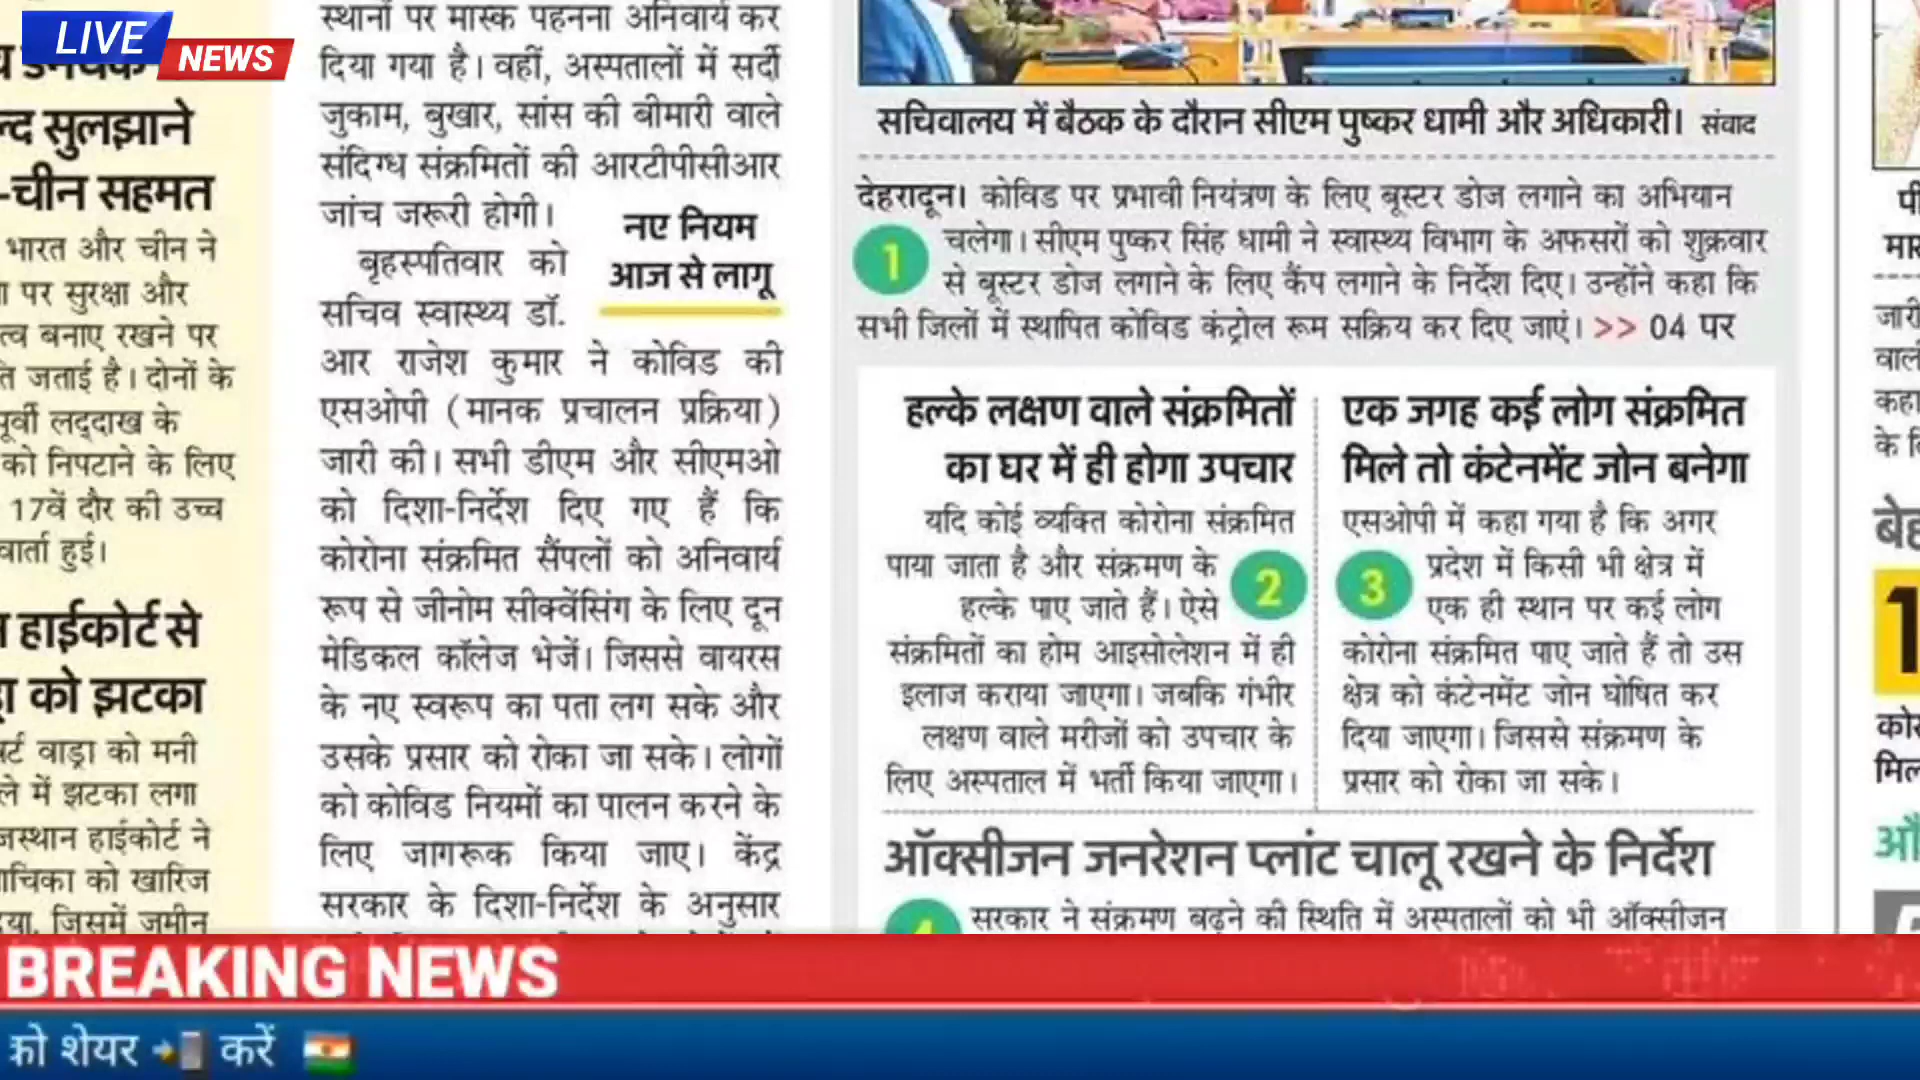 LIVE
NEWS
ल्द सुलझाने
-चीन सहमत
भारत और चीन ने
पर सुरक्षा और
बनाए रखने पर
जताई है। दोनों के
पूर्वी लद्दाख के
को निपटाने के लिए
17वें दौर की उच्च
वार्ता हुई।
हाईकोर्ट से
को झटका
वाड्रा को मनी
में झटका लगा
हाईकोर्ट ने
को खारिज
जिसमें जमीन
स्थानों पर मास्क पहनना अनिवार्य कर
दिया गया है। वहीं, अस्पतालों में सर्दी
जुकाम, बुखार, सांस की बीमारी वाले
संदिग्ध संक्रमितों की आरटीपीसीआर
जांच जरूरी होगी।
नए नियम
आज से लागू
बृहस्पतिवार को
सचिव स्वास्थ्य डॉ.
आर राजेश कुमार ने कोविड की
एसओपी (मानक प्रचालन प्रक्रिया)
जारी की। सभी डीएम और सीएमओ
को दिशा-निर्देश दिए गए हैं कि
कोरोना संक्रमित सैंपलों को अनिवार्य
रूप से जीनोम सीक्वेंसिंग के लिए दून
मेडिकल कॉलेज भेजें। जिससे वायरस
के नए स्वरूप का पता लग सके और
उसके प्रसार को रोका जा सके। लोगों
को कोविड नियमों का पालन करने के
लिए जागरूक किया जाए। केंद्र
सरकार के दिशा-निर्देश के अनुसार
सचिवालय में बैठक के दौरान सीएम पुष्कर धामी और अधिकारी। संवाद
देहरादून। कोविड पर प्रभावी नियंत्रण के लिए बूस्टर डोज लगाने का अभियान
1 चलेगा। सीएम पुष्कर सिंह धामी ने स्वास्थ्य विभाग के अफसरों को शुक्रवार
से बूस्टर डोज लगाने के लिए कैंप लगाने के निर्देश दिए। उन्होंने कहा कि
सभी जिलों में स्थापित कोविड कंट्रोल रूम सक्रिय कर दिए जाएं। >> 04 पर
हल्के लक्षण वाले संक्रमितों
का घर में ही होगा उपचार
यदि कोई व्यक्ति कोरोना संक्रमित
पाया जाता है और संक्रमण के 2
हल्के पाए जाते हैं। ऐसे
संक्रमितों का होम आइसोलेशन में ही
इलाज कराया जाएगा। जबकि गंभीर
लक्षण वाले मरीजों को उपचार के
लिए अस्पताल में भर्ती किया जाएगा।
एक जगह कई लोग संक्रमित
मिले तो कंटेनमेंट जोन बनेगा
एसओपी में कहा गया है कि अगर
3 प्रदेश में किसी भी क्षेत्र में
एक ही स्थान पर कई लोग
कोरोना संक्रमित पाए जाते हैं तो उस
क्षेत्र को कंटेनमेंट जोन घोषित कर
दिया जाएगा। जिससे संक्रमण के
प्रसार को रोका जा सके।
ऑक्सीजन जनरेशन प्लांट चालू रखने के निर्देश
4 सरकार ने संक्रमण बढ़ने की स्थिति में अस्पतालों को भी ऑक्सीजन
जारी
कहा
के
1
BREAKING NEWS
को शेयर करें